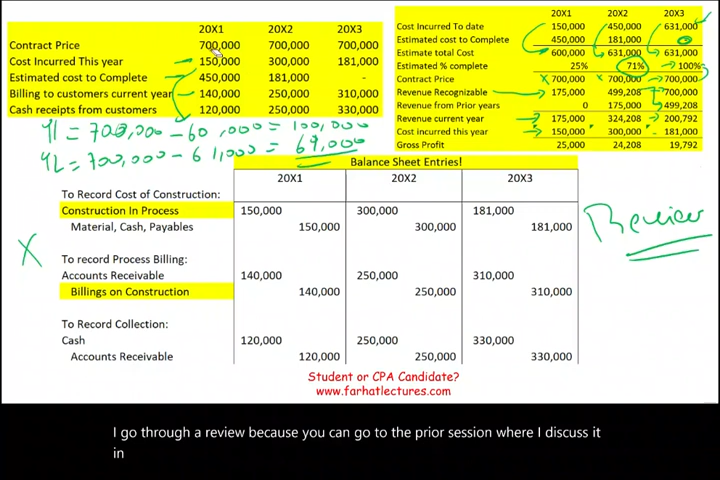 20X1 20X2 20X3
Contract Price 700,000 700,000 700,000
Cost Incurred This year 150,000 300,000 181,000
Estimated cost to Complete 450,000 181,000 -
Billing to customers current year 140,000 250,000 310,000
Cash receipts from customers 120,000 250,000 330,000
20X1 20X2 20X3
Cost Incurred To date 150,000 450,000 631,000
Estimated cost to Complete 450,000 181,000
Estimate total Cost 600,000 631,000 631,000
Estimated % complete 25% 71% 100%
Contract Price 700,000 700,000 700,000
Revenue Recognizable 175,000 499,208 700,000
Revenue from Prior years 0 175,000 499,208
Revenue current year 175,000 324,208 200,792
Cost incurred this year 150,000 300,000 181,000
Gross Profit 25,000 24,208 19,792
Y1 = 700,000 - 60 ,000 = 100,000
Y2 = 700,000 - 6 1,000 = 69,000
Balance Sheet Entries!
20X1 20X2 20X3
To Record Cost of Construction:
Construction In Process 150,000 300,000 181,000
Material, Cash, Payables 150,000 300,000 181,000
To record Process Billing:
Accounts Receivable 140,000 250,000 310,000
Billings on Construction 140,000 250,000 310,000
To Record Collection:
Cash 120,000 250,000 330,000
Accounts Receivable 120,000 250,000 330,000
X
Review
Student or CPA Candidate?
www.farhatlectures.com
I go through a review because you can go to the prior session where I discuss it
in